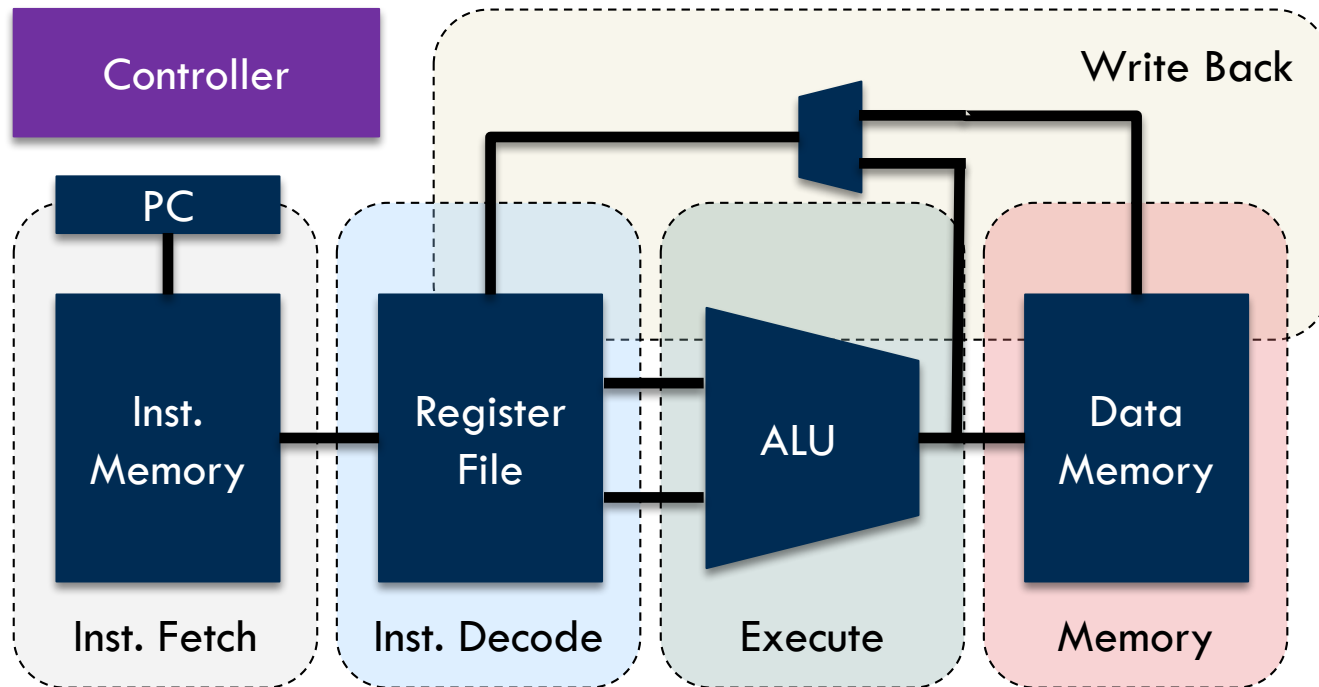 Controller
Write Back
PC
Inst.
Memory
Register
File
ALU
Data
Memory
Inst. Fetch
Inst. Decode
Execute
Memory